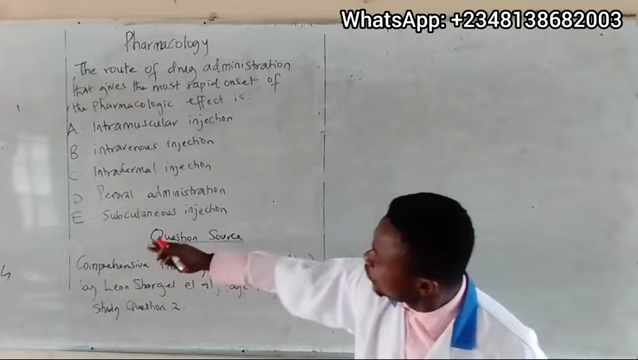 WhatsApp: +2348138682003
Pharmacology
The route of drug administration
that gives the most rapid onset of
the Pharmacologic effect is.
A. Intramuscular injection
B intravenous injection
C. Intradermal injection
D Peroral administration
E. Subcutaneous injection
Question Source
Comprehensive
by Leon Shargel et al,
Study Question 2.